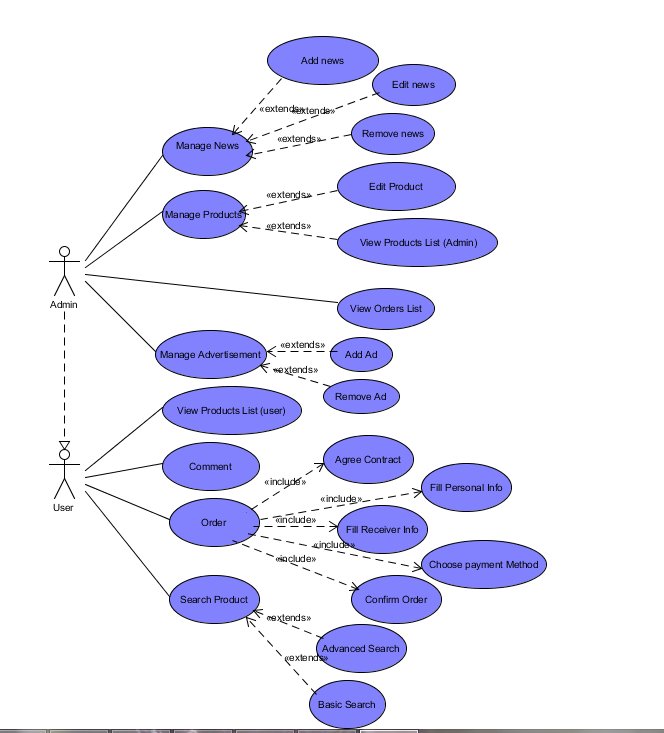 Add news
Edit news
«extends»
«extends»
Remove news
«extends»
Manage News
Edit Product
«extends»
Manage Products
«extends»
View Products List (Admin)
Admin
View Orders List
«extends»
Manage Advertisement
Add Ad
«extends»
Remove Ad
View Products List (user)
Agree Contract
Comment
«include»
Fill Personal Info
«include»
User
Order
«include»
Fill Receiver Info
«include»
«include»
Choose payment Method
Search Product
Confirm Order
«extends»
Advanced Search
«extends»
Basic Search